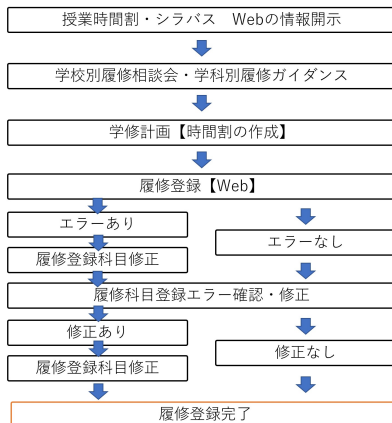 授業時間割・シラバス　Webの情報開示
学校別履修相談会・学科別履修ガイダンス
学修計画【時間割の作成】
履修登録【Web】
エラーあり
エラーなし
履修登録科目修正
履修科目登録エラー確認・修正
修正あり
修正なし
履修登録科目修正
履修登録完了